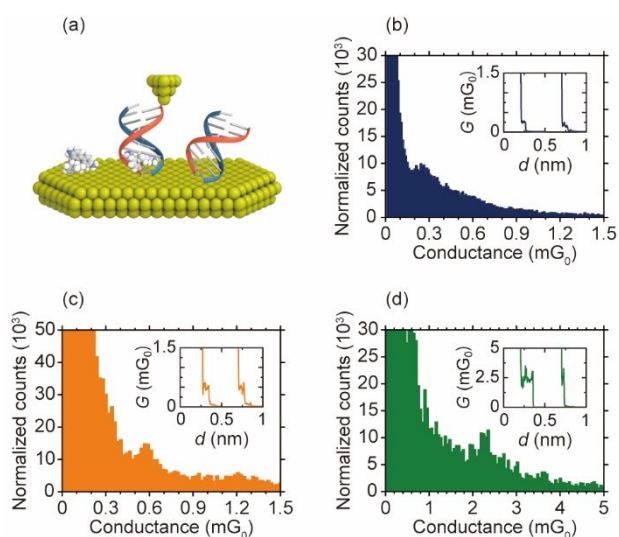 (a)
(b)
Normalized counts (10³)
30
20
10
0
0 0.3 0.6 0.9 1.2 1.5
Conductance (mG₀)
G (mG₀)
1.5
0
0 0.5 1
d (nm)
(c)
Normalized counts (10³)
50
40
30
20
10
0
0 0.3 0.6 0.9 1.2 1.5
Conductance (mG₀)
G (mG₀)
1.5
0
0 0.5 1
d (nm)
(d)
Normalized counts (10³)
30
25
20
15
10
5
0
0 1 2 3 4 5
Conductance (mG₀)
G (mG₀)
5
2.5
0
0 0.5 1
d (nm)